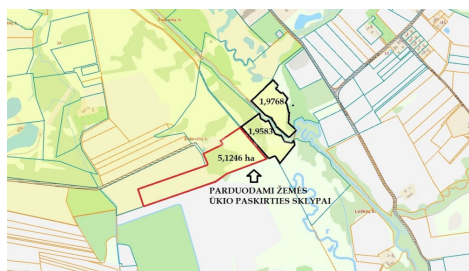 1,9768
1,9583
5,1246 ha
PARDUODAMI ŽEMĖS
ŪKIO PASKIRTIES SKLYPAI